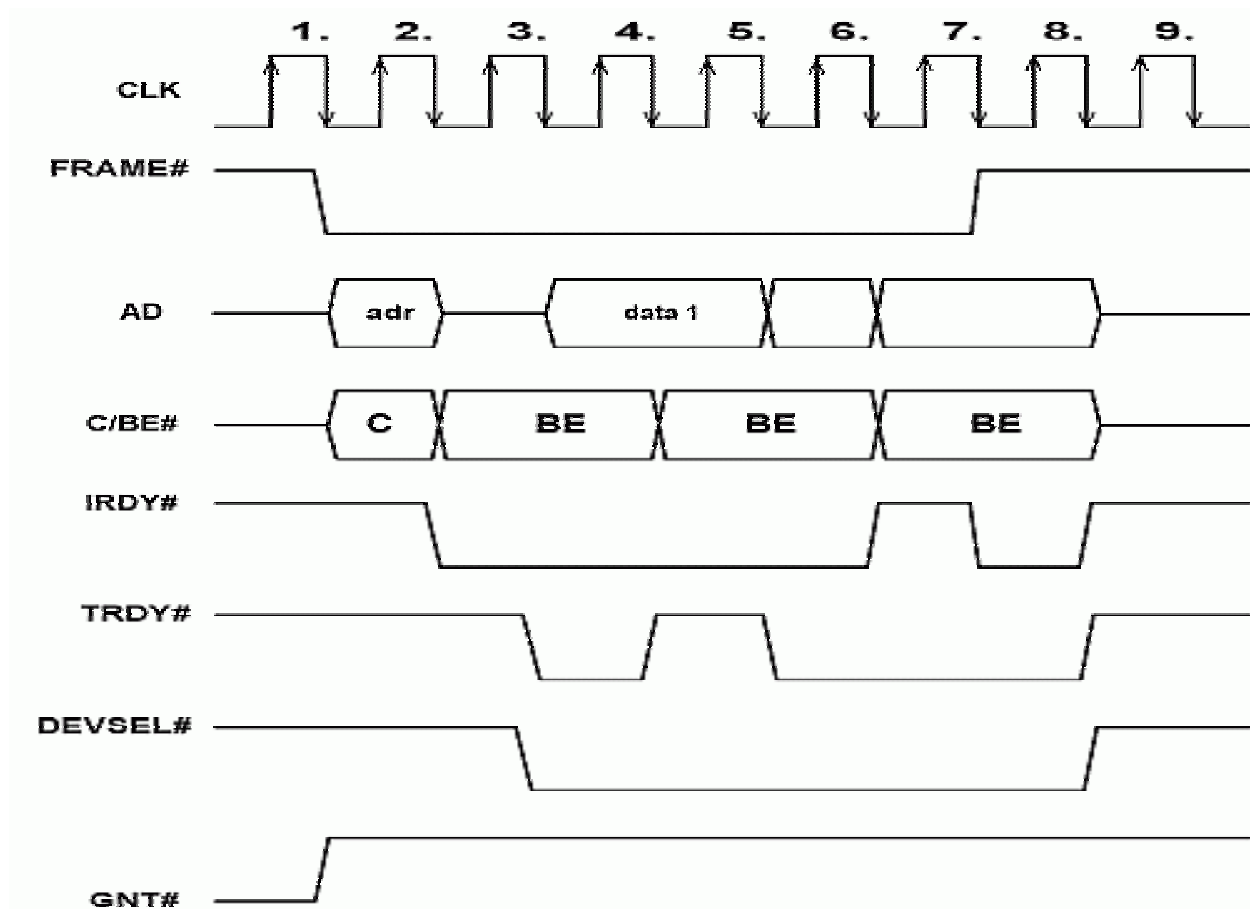 1. 2. 3. 4. 5. 6. 7. 8. 9.
CLK
FRAME#
AD adr data 1
C/BE# C BE BE BE
IRDY#
TRDY#
DEVSEL#
GNT#